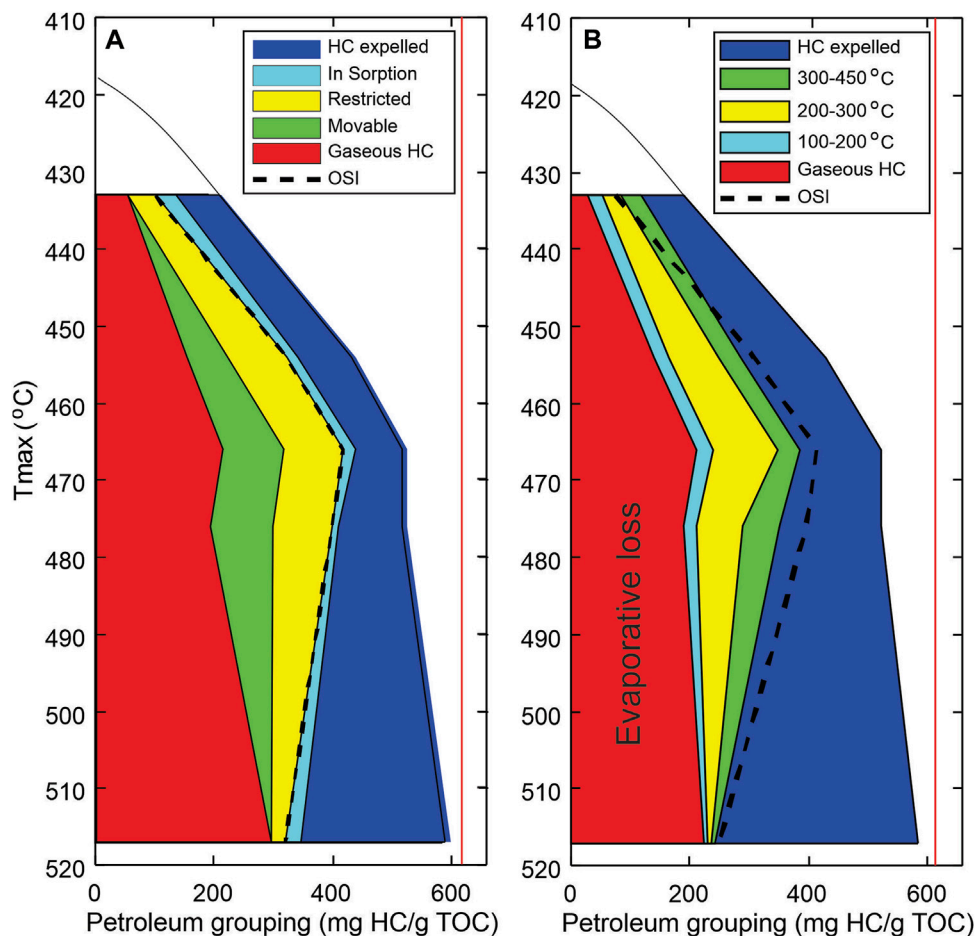 A
HC expelled
In Sorption
Restricted
Movable
Gaseous HC
OSI
410
420
430
440
450
460
470
480
490
500
510
520
Tmax (°C)
0
200
400
600
Petroleum grouping (mg HC/g TOC)
B
HC expelled
300-450 °C
200-300 °C
100-200 °C
Gaseous HC
OSI
410
420
430
440
450
460
470
480
490
500
510
520
Evaporative loss
0
200
400
600
Petroleum grouping (mg HC/g TOC)